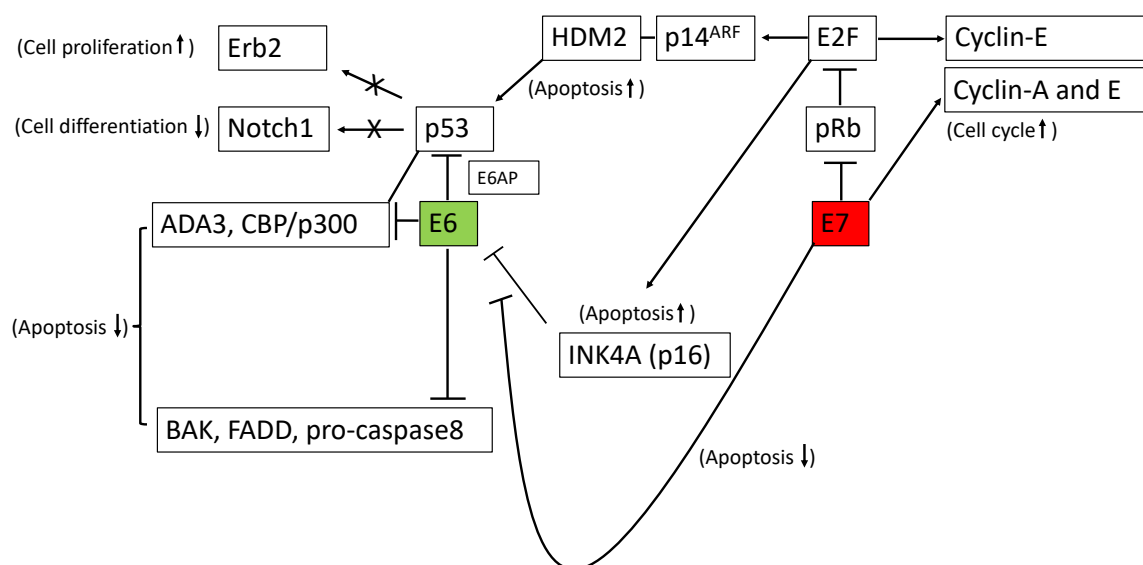 (Cell proliferation↑)
Erb2
HDM2
p14ARF
E2F
Cyclin-E
(Apoptosis↑)
Cyclin-A and E
(Cell differentiation ↓)
Notch1
p53
pRb
(Cell cycle↑)
E6AP
ADA3, CBP/p300
E6
E7
(Apoptosis ↓)
(Apoptosis↑)
INK4A (p16)
BAK, FADD, pro-caspase8
(Apoptosis ↓)